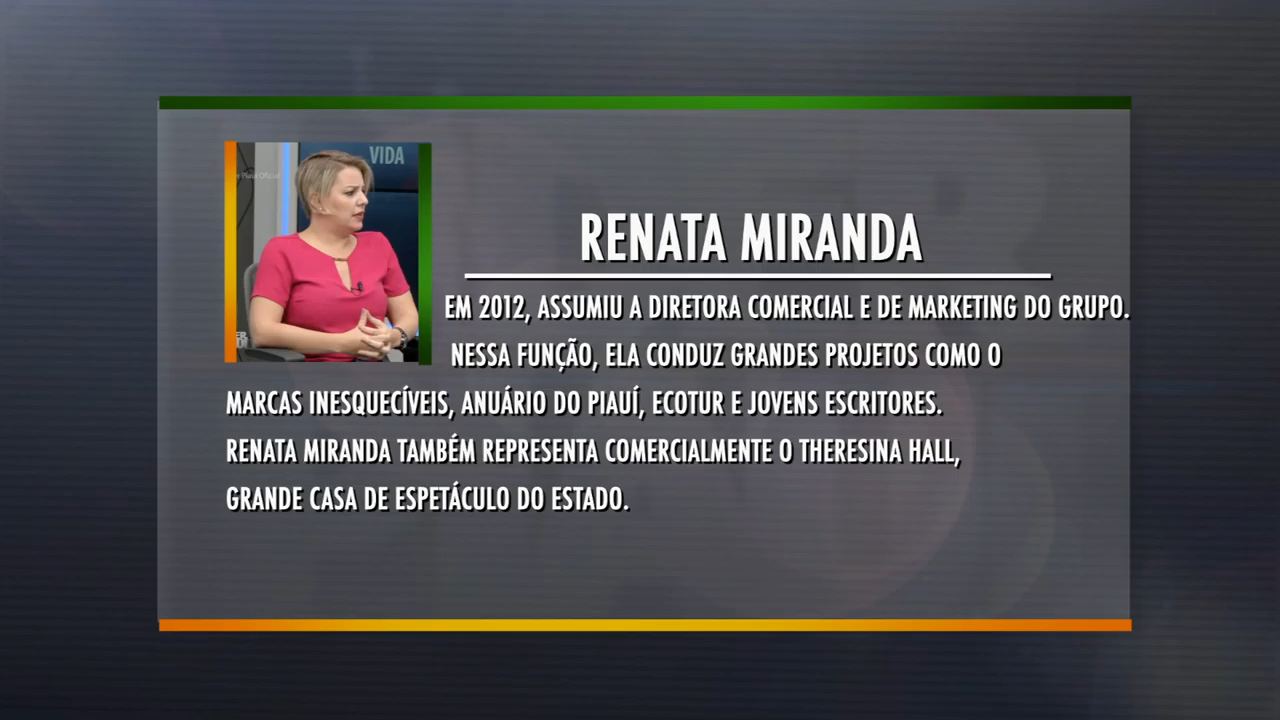 VIDA
RENATA MIRANDA
EM 2012, ASSUMIU A DIRETORA COMERCIAL E DE MARKETING DO GRUPO.
NESSA FUNÇÃO, ELA CONDUZ GRANDES PROJETOS COMO O
MARCAS INESQUECÍVEIS, ANUÁRIO DO PIAUÍ, ECOTUR E JOVENS ESCRITORES.
RENATA MIRANDA TAMBÉM REPRESENTA COMERCIALMENTE O THERESINA HALL,
GRANDE CASA DE ESPETÁCULO DO ESTADO.